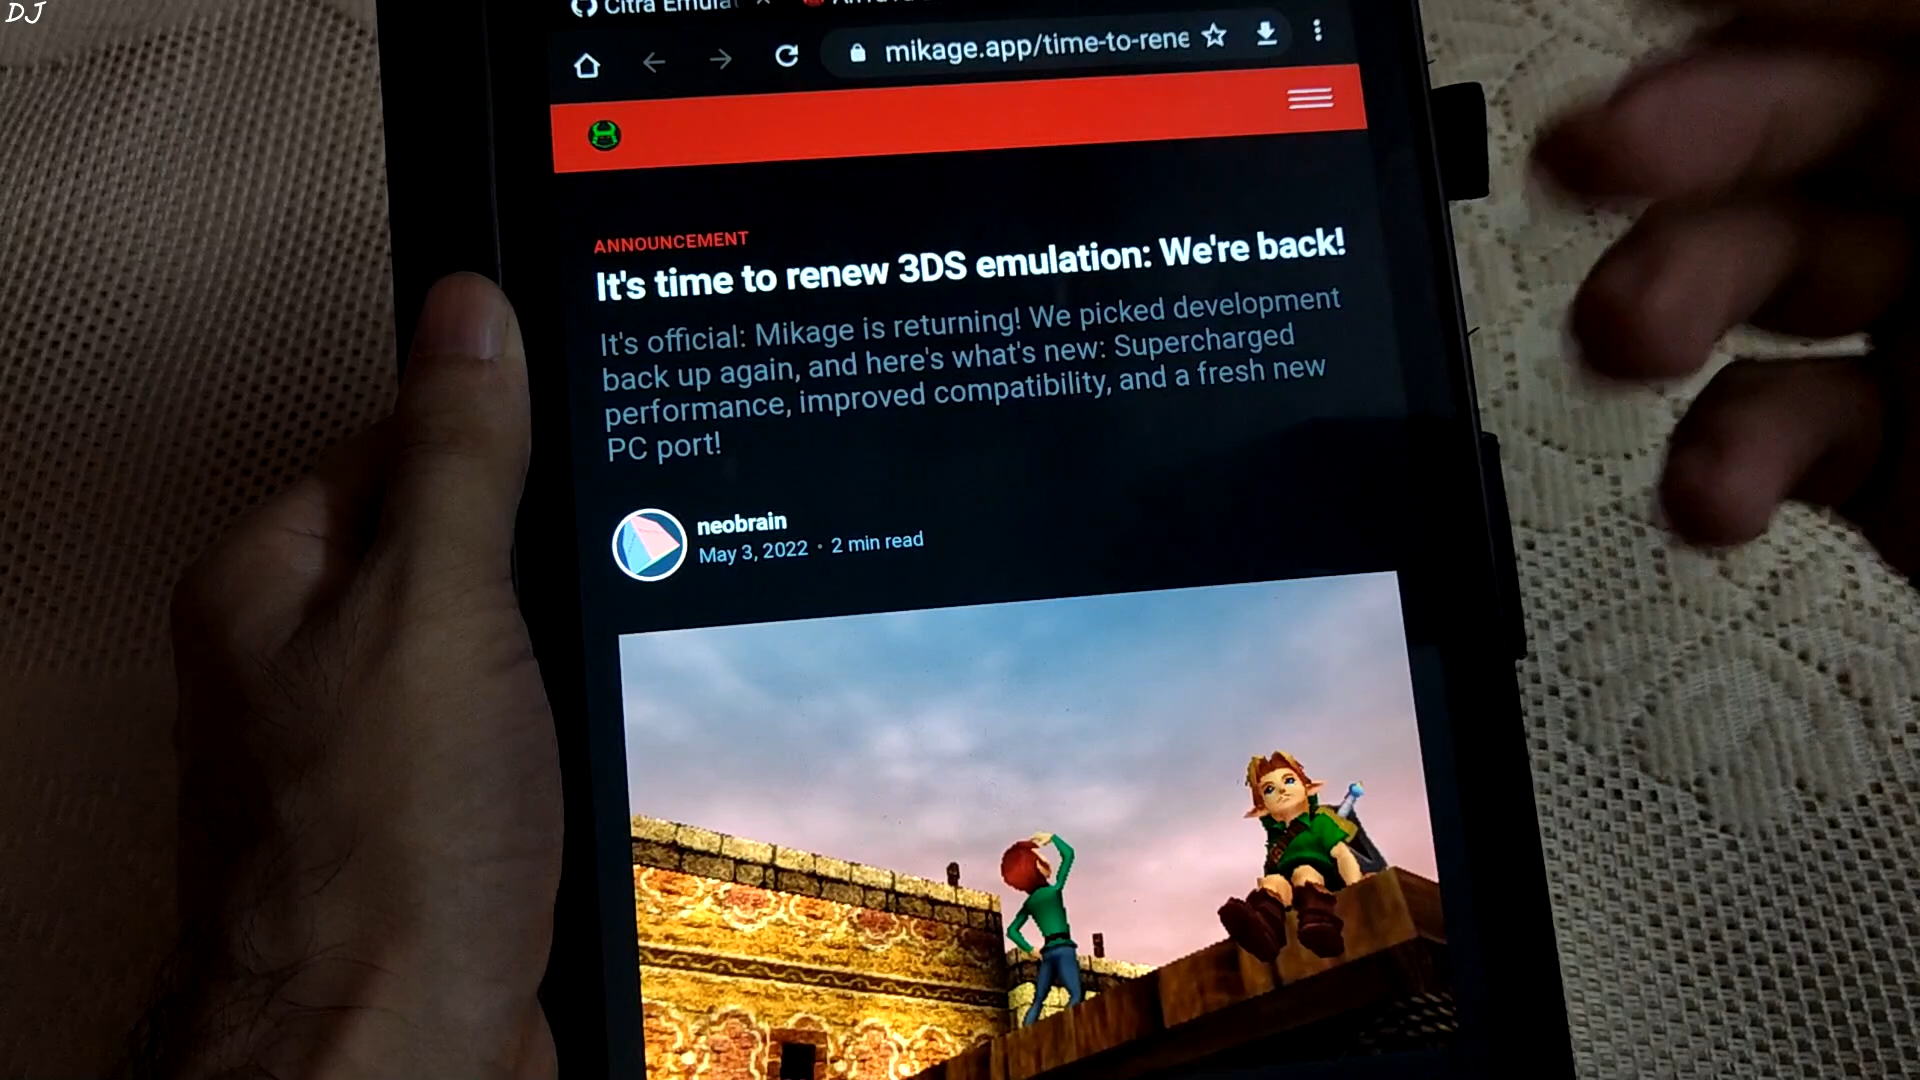 DJ
Citra Emulat
mikage.app/time-to-rene
ANNOUNCEMENT
It's time to renew 3DS emulation: We're back!
It's official: Mikage is returning! We picked development
back up again, and here's what's new: Supercharged
performance, improved compatibility, and a fresh new
PC port!
neobrain
May 3, 2022 • 2 min read